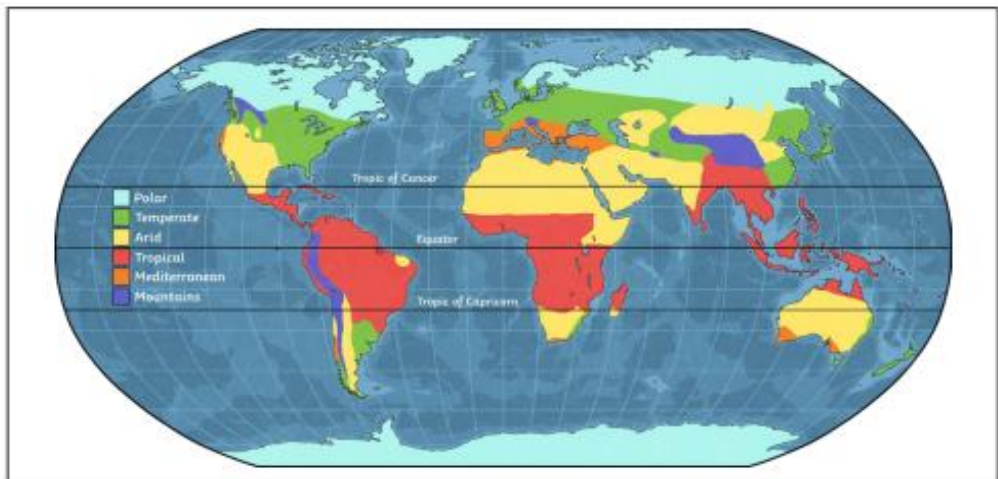 Tropic of Cancer
Polar
Temperate
Arid
Equator
Tropical
Mediterranean
Mountains
Tropic of Capricorn